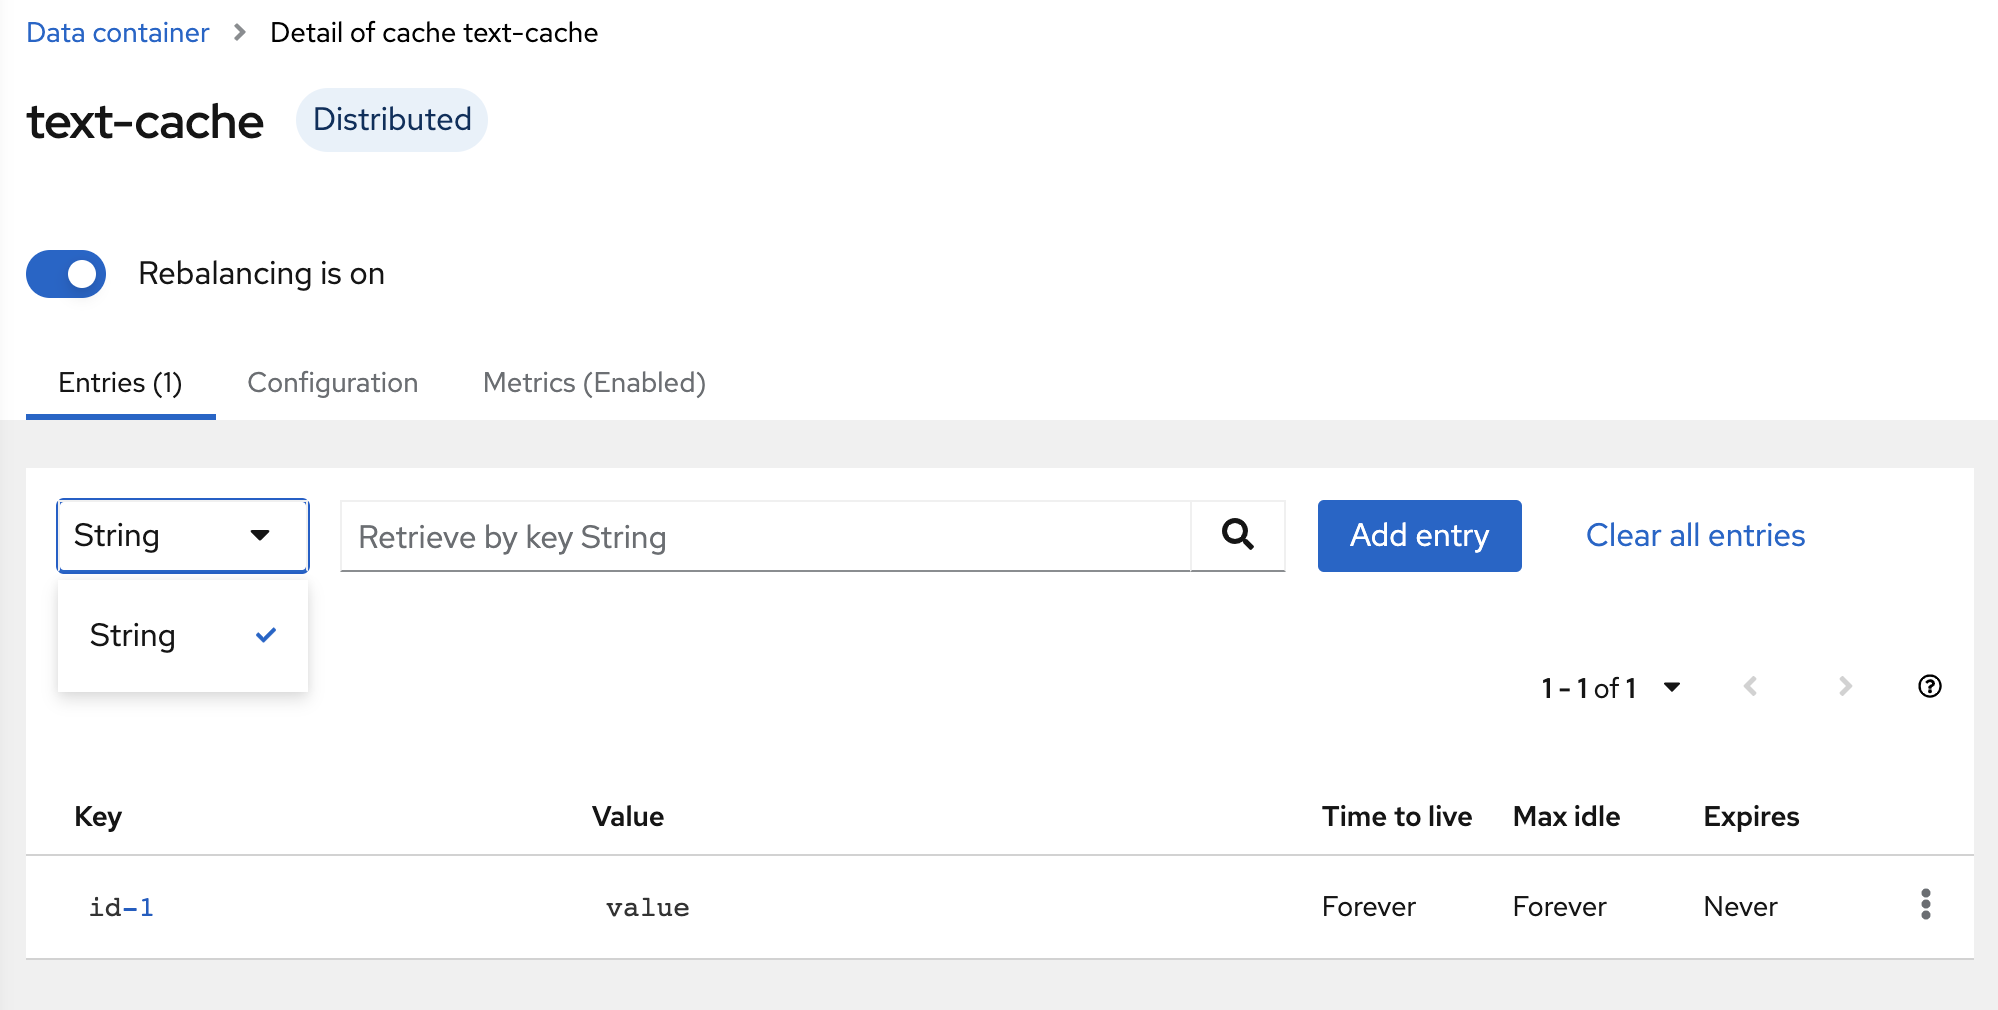 Data container > Detail of cache text-cache
text-cache Distributed
Rebalancing is on
Entries (1) Configuration Metrics (Enabled)
String Retrieve by key String Add entry Clear all entries
String
1 - 1 of 1
Key Value Time to live Max idle Expires
id-1 value Forever Forever Never